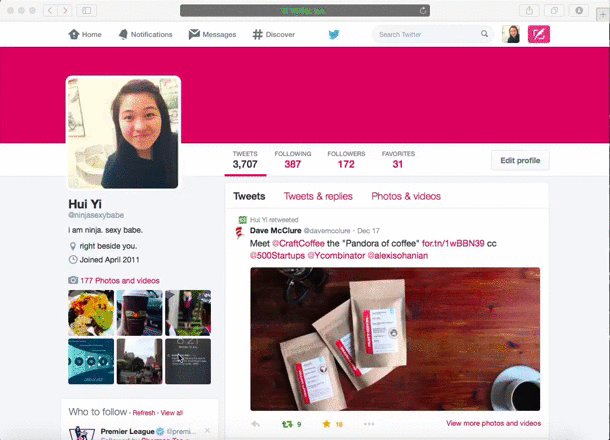 Home
Notifications
Messages
Discover
Search Twitter
TWEETS
3,707
FOLLOWING
387
FOLLOWERS
172
FAVORITES
31
Edit profile
Hui Yi
@ninjasexybabe
i am ninja. sexy babe.
right beside you.
Joined April 2011
177 Photos and videos
Who to follow · Refresh · View all
Premier League @premi...
Tweets
Tweets & replies
Photos & videos
Hui Yi retweeted
Dave McClure @davemcclure · Dec 17
Meet @CraftCoffee the "Pandora of coffee" for.tn/1wBBN39 cc
@500Startups @Ycombinator @alexisohanian
9
16
View more photos and videos